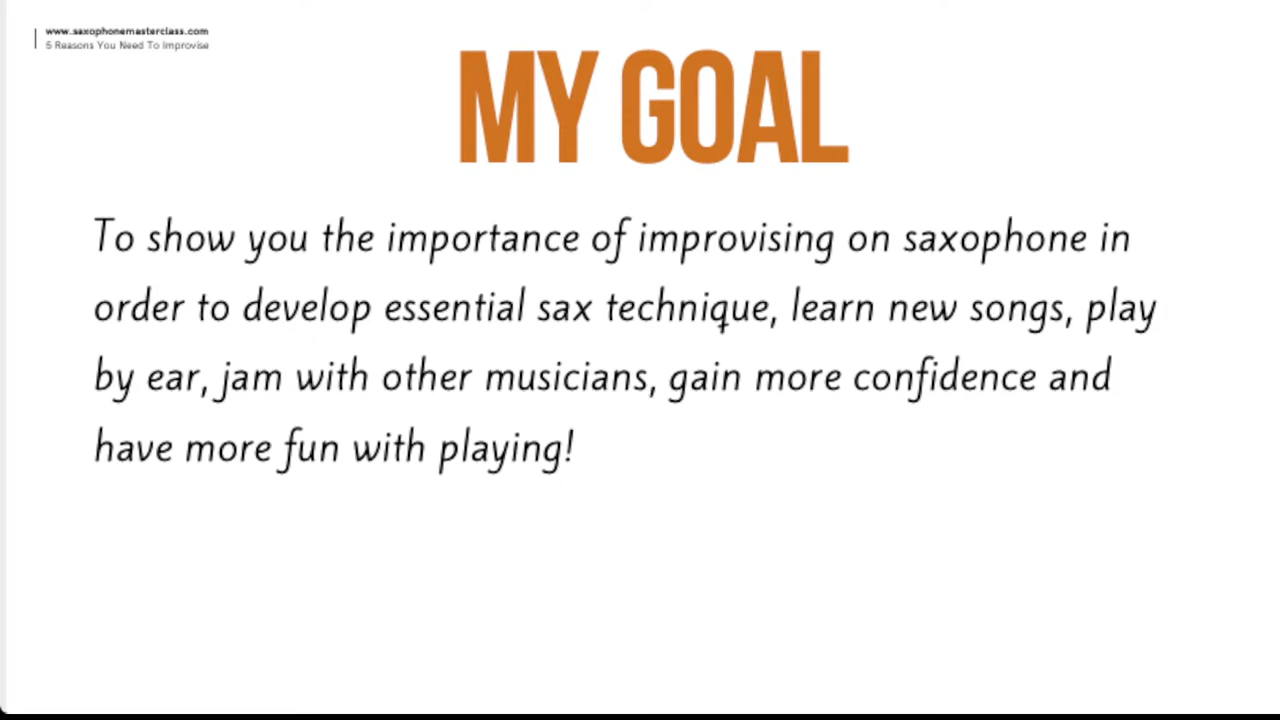 www.saxophonemasterclass.com
5 Reasons You Need To Improvise
MY GOAL
To show you the importance of improvising on saxophone in
order to develop essential sax technique, learn new songs, play
by ear, jam with other musicians, gain more confidence and
have more fun with playing!